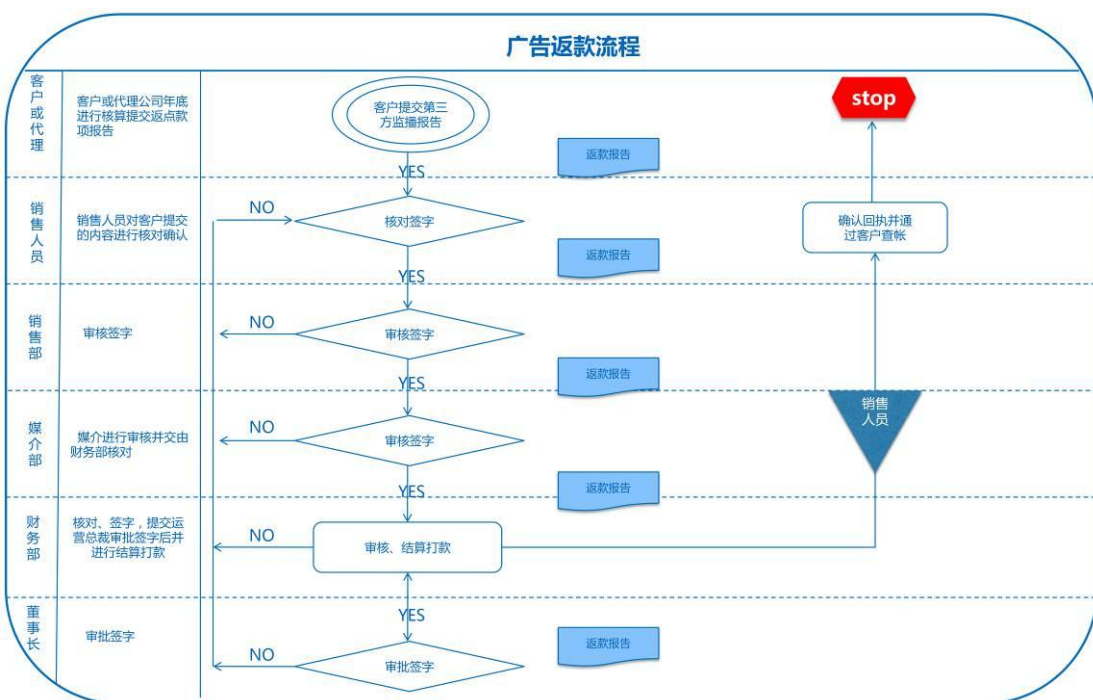 广告返款流程
客户或代理
客户或代理公司年底
进行核算提交返点款
项报告
客户提交第三
方监播报告
stop
返款报告
YES
销售人员
销售人员对客户提交
的内容进行核对确认
NO
核对签字
确认回执并通
过客户查帐
返款报告
YES
销售部
审核签字
NO
审核签字
返款报告
YES
媒介部
媒介进行审核并交由
财务部核对
NO
审核签字
销售
人员
返款报告
YES
财务部
核对、签字，提交运
营总裁审批签字后并
进行结算打款
NO
审核、结算打款
YES
董事长
审批签字
NO
审批签字
返款报告